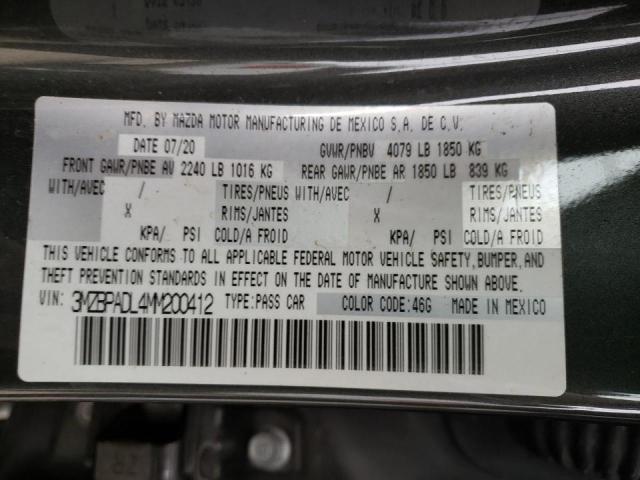 MFD. BY MAZDA MOTOR MANUFACTURING DE MEXICO S.A. DE C.V.
DATE 07/20 GVWR/PNBV 4079 LB 1850 KG
FRONT GAWR/PNBE AV 2240 LB 1016 KG REAR GAWR/PNBE AR 1850 LB 839 KG
WITH/AVEC / TIRES/PNEUS WITH/AVEC / TIRES/PNEUS
X RIMS/JANTES X RIMS/JANTES
KPA/ PSI COLD/A FROID KPA/ PSI COLD/A FROID
THIS VEHICLE CONFORMS TO ALL APPLICABLE FEDERAL MOTOR VEHICLE SAFETY, BUMPER, AND
THEFT PREVENTION STANDARDS IN EFFECT ON THE DATE OF MANUFACTURE SHOWN ABOVE.
VIN: 3MZBPADL4MM200412 TYPE:PASS CAR COLOR CODE:46G MADE IN MEXICO